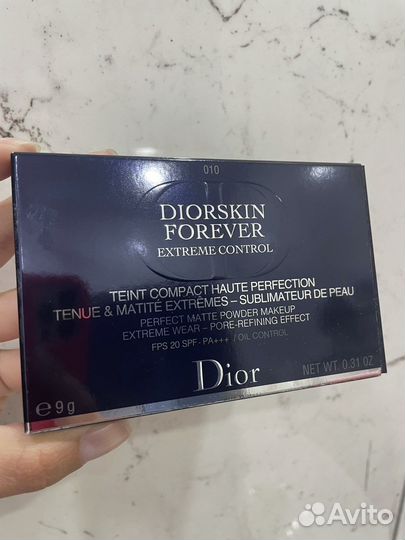 010
DIORSKIN
FOREVER
EXTREME CONTROL
TEINT COMPACT HAUTE PERFECTION
TENUE & MATITÉ EXTRÊMES – SUBLIMATEUR DE PEAU
PERFECT MATTE POWDER MAKEUP
EXTREME WEAR – PORE-REFINING EFFECT
FPS 20 SPF - PA+++ / OIL CONTROL
Dior
℮ 9 g
NET WT. 0.31 OZ
Avito